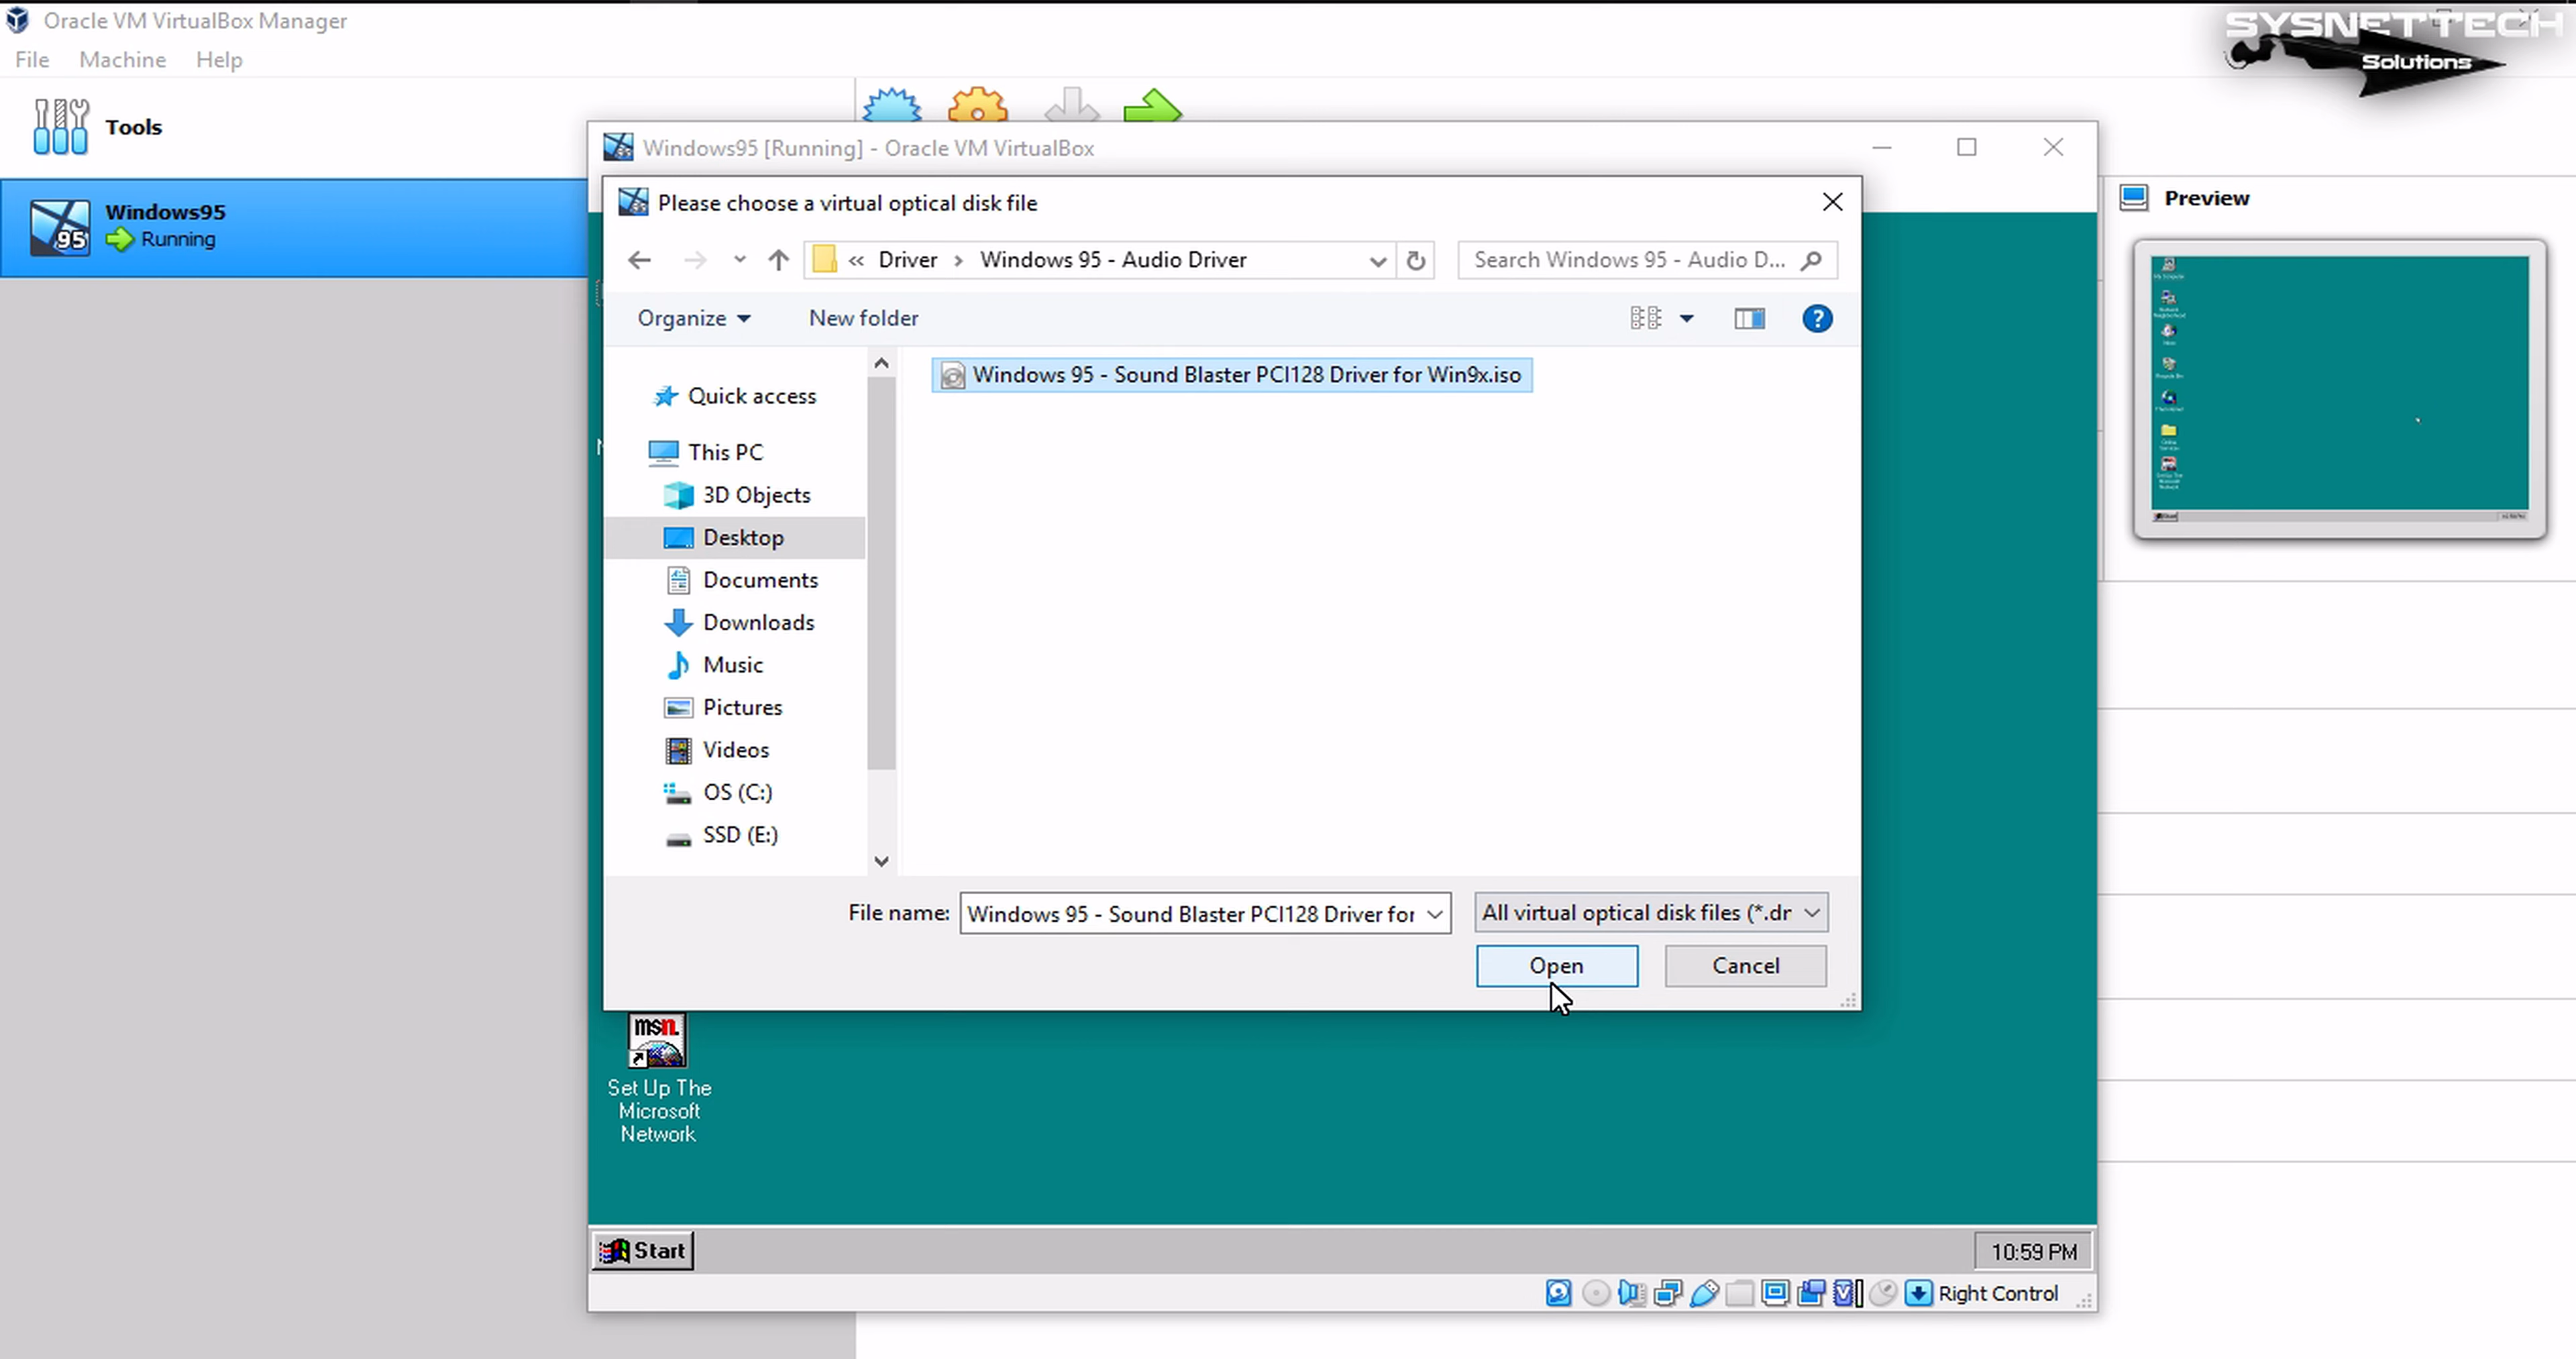 Oracle VM VirtualBox Manager
SYSNETTECH
Solutions
File Machine Help
Tools
Windows95
Running
Windows95 [Running] - Oracle VM VirtualBox
Please choose a virtual optical disk file
« Driver › Windows 95 - Audio Driver
Search Windows 95 - Audio D...
Organize New folder
Windows 95 - Sound Blaster PCI128 Driver for Win9x.iso
Quick access
This PC
3D Objects
Desktop
Documents
Downloads
Music
Pictures
Videos
OS (C:)
SSD (E:)
File name: Windows 95 - Sound Blaster PCI128 Driver for
All virtual optical disk files (*.dr
Open
Cancel
msn.
Set Up The
Microsoft
Network
Start
10:59 PM
Right Control
Preview
95